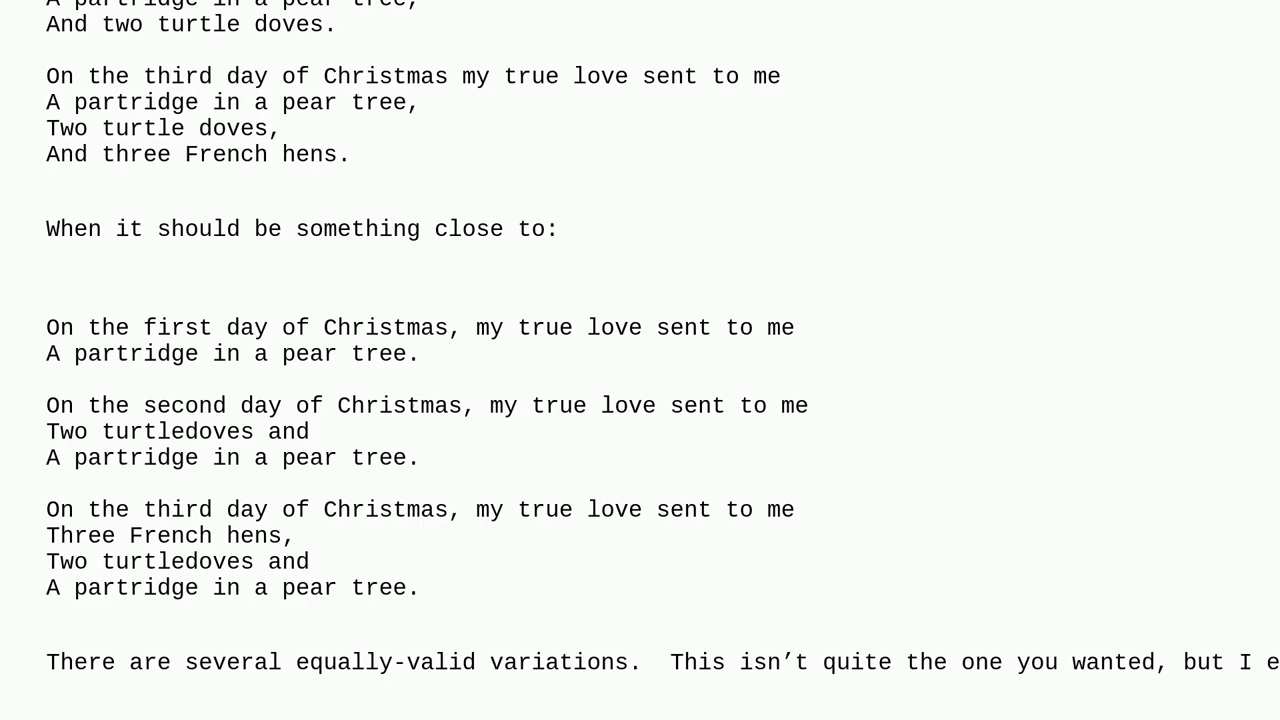 A partridge in a pear tree,
And two turtle doves.
On the third day of Christmas my true love sent to me
A partridge in a pear tree,
Two turtle doves,
And three French hens.
When it should be something close to:
On the first day of Christmas, my true love sent to me
A partridge in a pear tree.
On the second day of Christmas, my true love sent to me
Two turtledoves and
A partridge in a pear tree.
On the third day of Christmas, my true love sent to me
Three French hens,
Two turtledoves and
A partridge in a pear tree.
There are several equally-valid variations.  This isn’t quite the one you wanted, but I